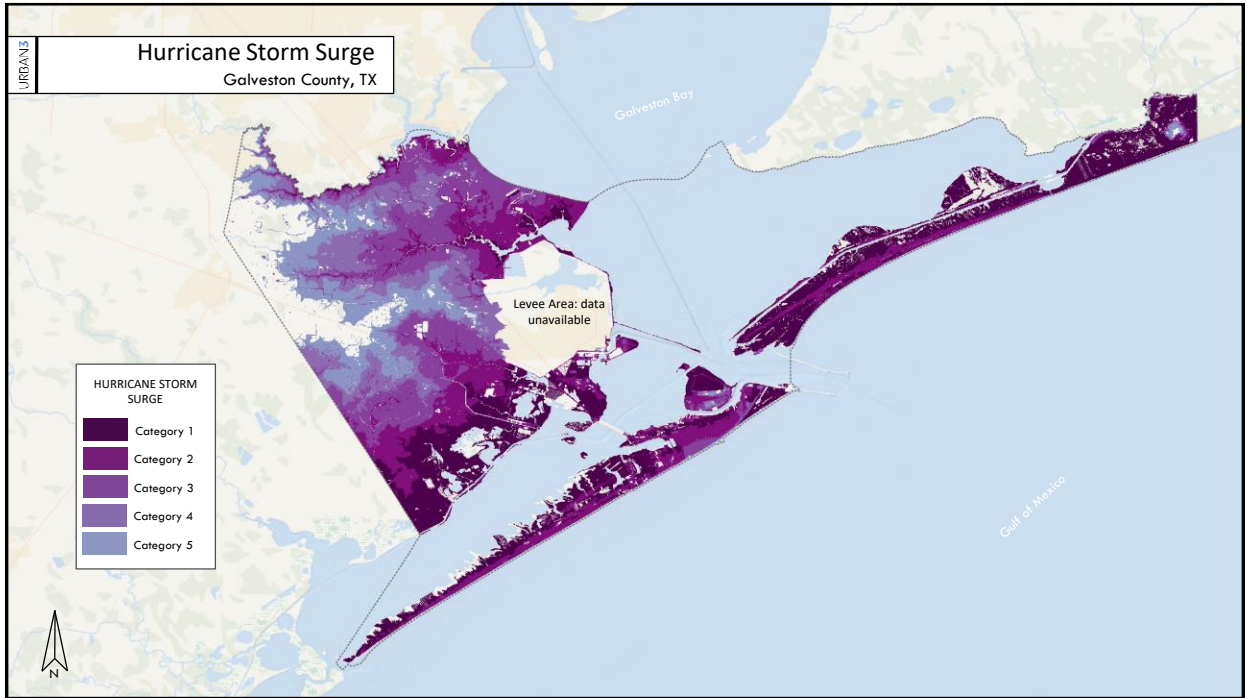 URBAN3
Hurricane Storm Surge
Galveston County, TX
Galveston Bay
Levee Area: data
unavailable
HURRICANE STORM
SURGE
Category 1
Category 2
Category 3
Category 4
Category 5
Gulf of Mexico
N